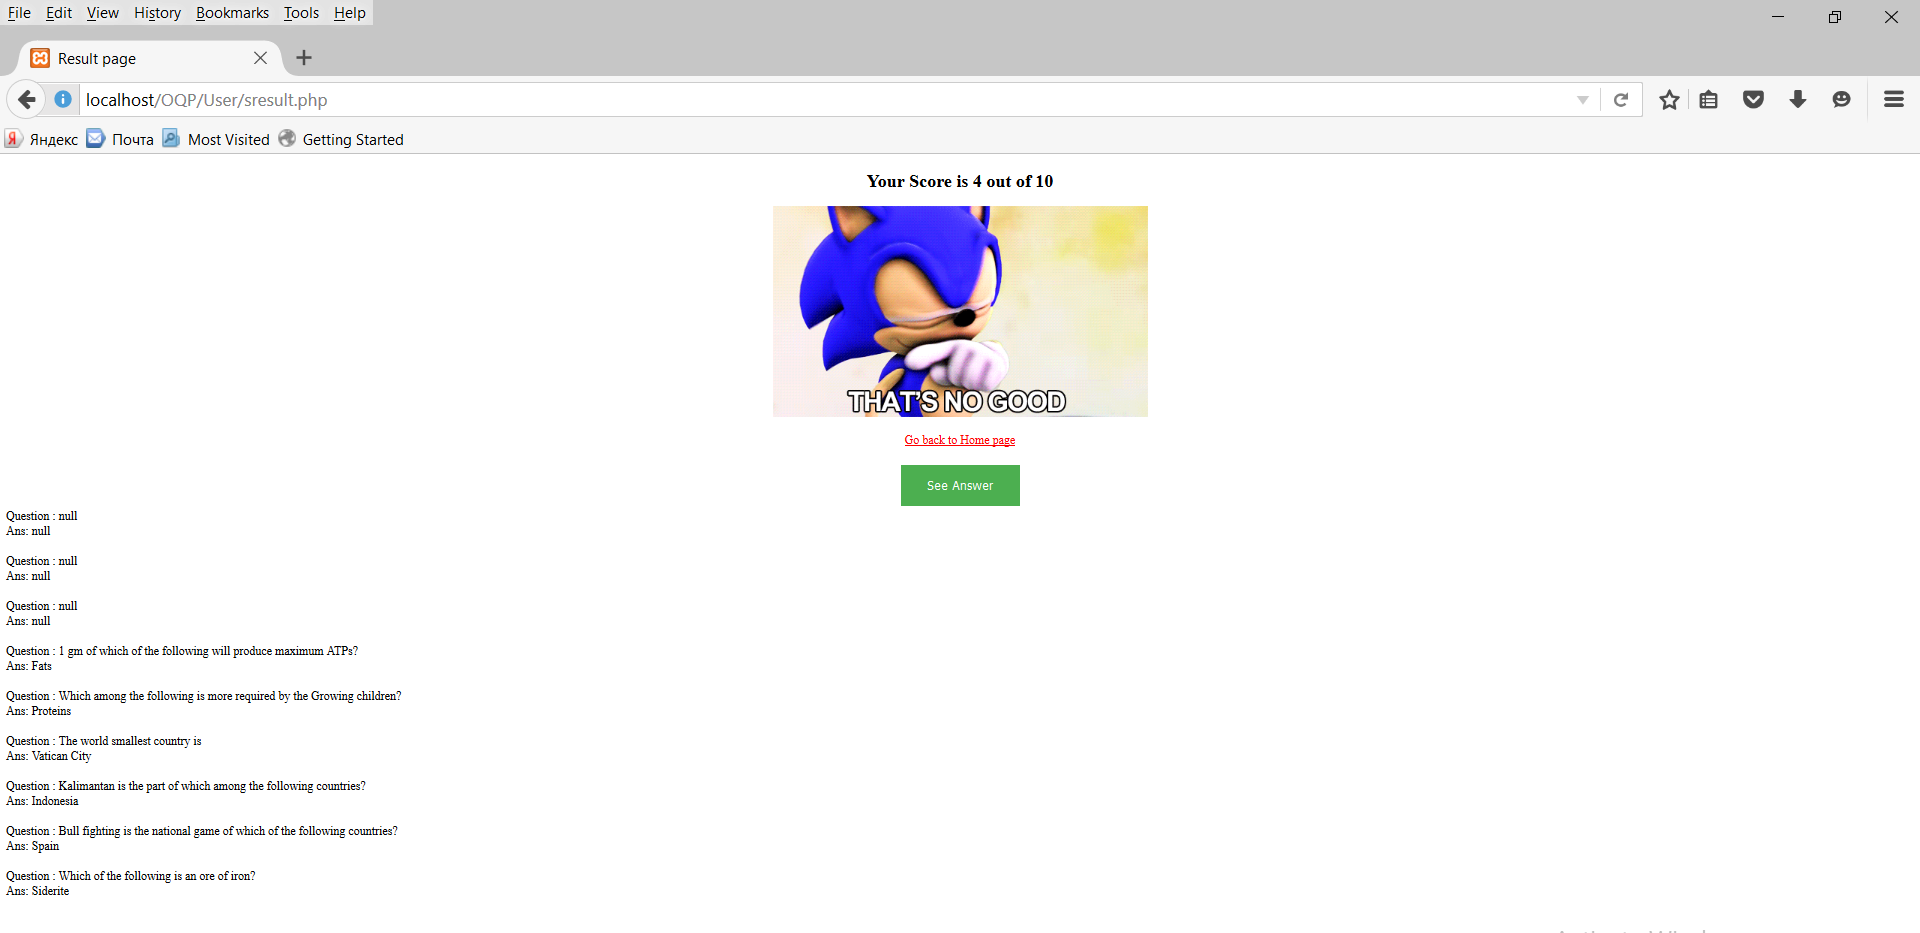 File Edit View History Bookmarks Tools Help
Result page
localhost/OQP/User/sresult.php
Яндекс Почта Most Visited Getting Started
Your Score is 4 out of 10
THAT'S NO GOOD
Go back to Home page
See Answer
Question : null
Ans: null
Question : null
Ans: null
Question : null
Ans: null
Question : 1 gm of which of the following will produce maximum ATPs?
Ans: Fats
Question : Which among the following is more required by the Growing children?
Ans: Proteins
Question : The world smallest country is
Ans: Vatican City
Question : Kalimantan is the part of which among the following countries?
Ans: Indonesia
Question : Bull fighting is the national game of which of the following countries?
Ans: Spain
Question : Which of the following is an ore of iron?
Ans: Siderite